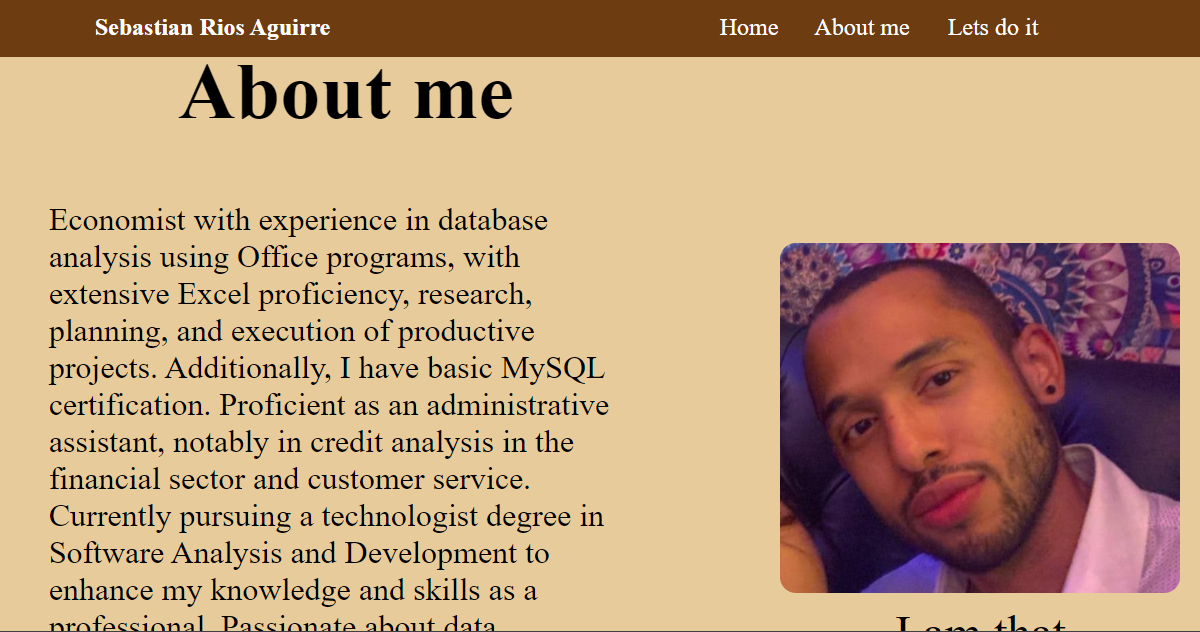 Sebastian Rios Aguirre Home About me Lets do it
About me
Economist with experience in database
analysis using Office programs, with
extensive Excel proficiency, research,
planning, and execution of productive
projects. Additionally, I have basic MySQL
certification. Proficient as an administrative
assistant, notably in credit analysis in the
financial sector and customer service.
Currently pursuing a technologist degree in
Software Analysis and Development to
enhance my knowledge and skills as a
professional. Passionate about data
I am that